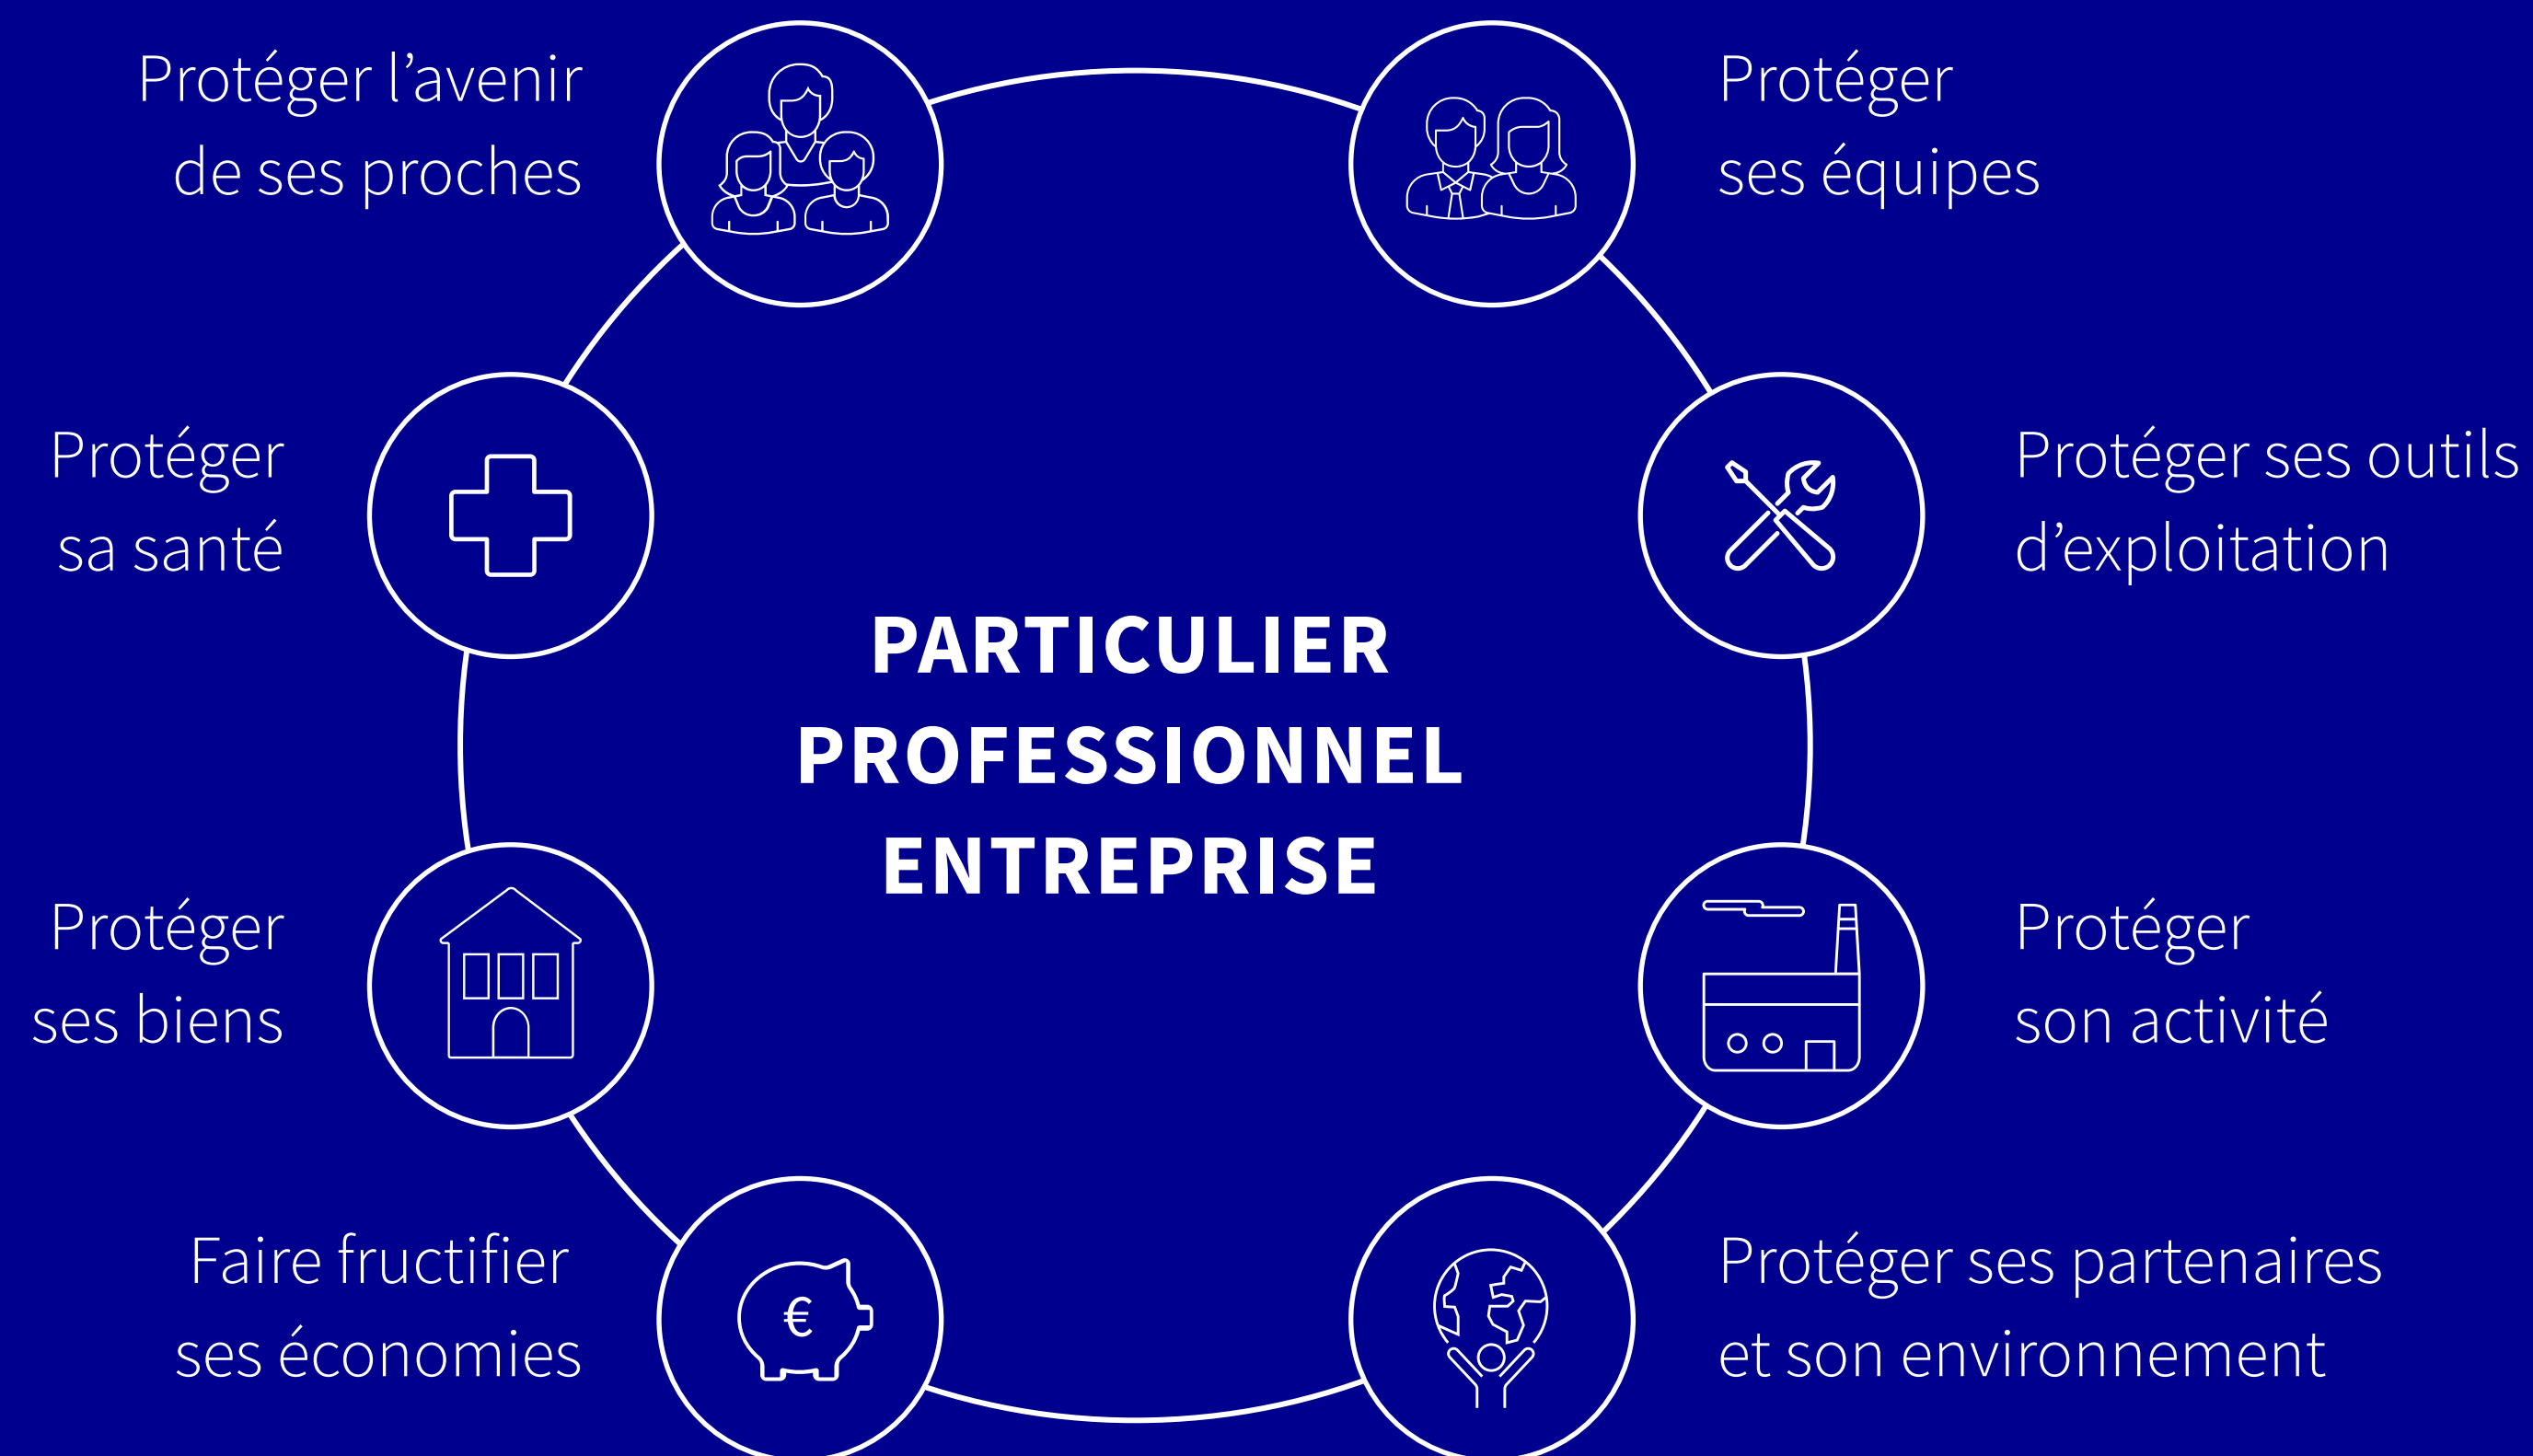 Protéger l’avenir
de ses proches
Protéger
ses équipes
Protéger
sa santé
Protéger ses outils
d’exploitation
PARTICULIER
PROFESSIONNEL
ENTREPRISE
Protéger
ses biens
Protéger
son activité
Faire fructifier
ses économies
€
Protéger ses partenaires
et son environnement